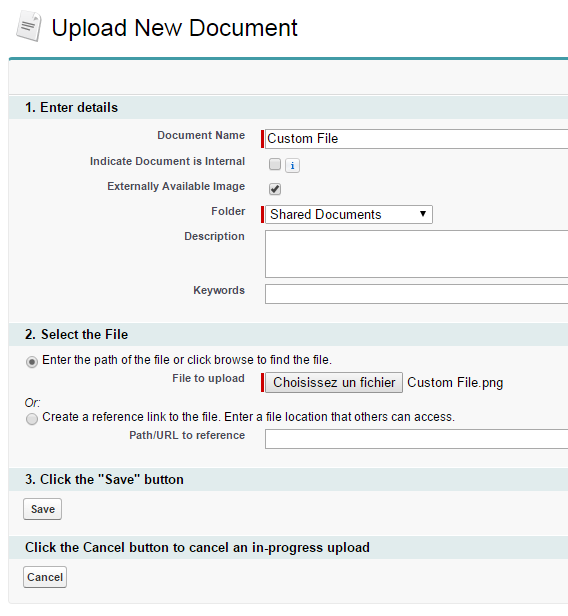 Upload New Document
1. Enter details
Document Name Custom File
Indicate Document is Internal i
Externally Available Image
Folder Shared Documents
Description
Keywords
2. Select the File
Enter the path of the file or click browse to find the file.
File to upload Choisissez un fichier Custom File.png
Or:
Create a reference link to the file. Enter a file location that others can access.
Path/URL to reference
3. Click the "Save" button
Save
Click the Cancel button to cancel an in-progress upload
Cancel